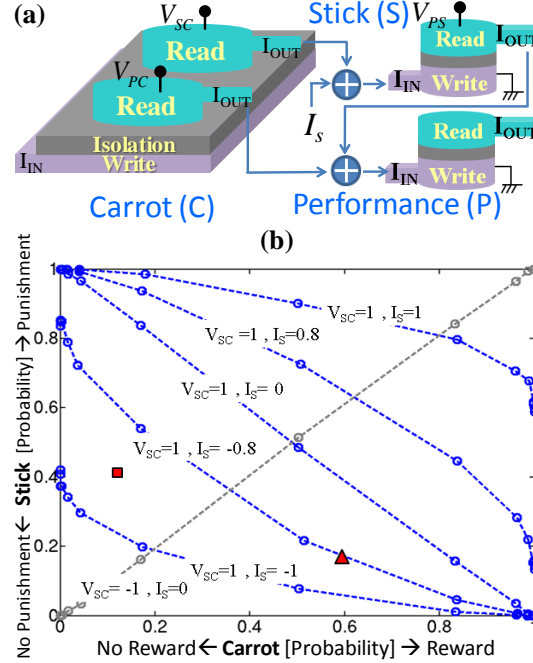 (a)
V_SC
Stick (S)
V_PS
Read
I_OUT
Read
I_OUT
V_PC
Read
I_OUT
I_IN
Write
I_s
Isolation
I_IN
Write
Read
I_OUT
I_IN
Write
Carrot (C)
Performance (P)
(b)
No Punishment ← Stick [Probability] → Punishment
1
0.8
0.6
0.4
0.2
0
V_SC=1 , I_S=1
V_SC =1 , I_S=0.8
V_SC=1 , I_S= 0
V_SC=1 , I_S= -0.8
V_SC=1 , I_S= -1
V_SC= -1 , I_S=0
0
0.2
0.4
0.6
0.8
1
No Reward ← Carrot [Probability] → Reward